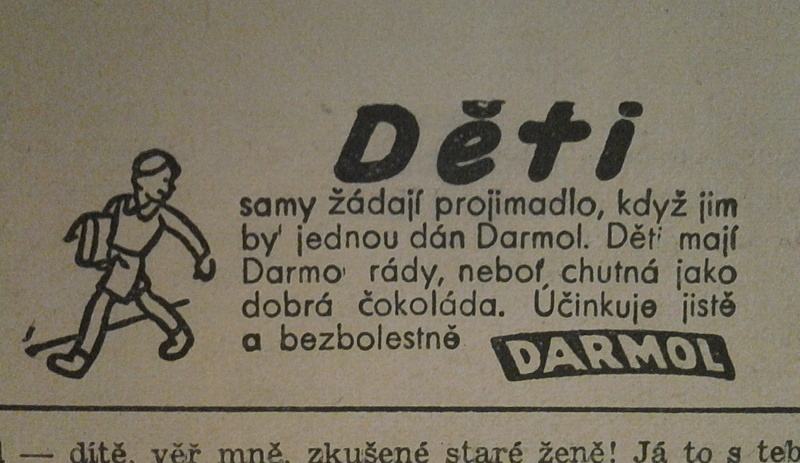 Děti
samy žádají projimadlo, když jim
byl jednou dán Darmol. Děti mají
Darmol rády, neboť chutná jako
dobrá čokoláda. Účinkuje jistě
a bezbolestně DARMOL
— dítě, věř mně, zkušené staré ženě! Já to s teb